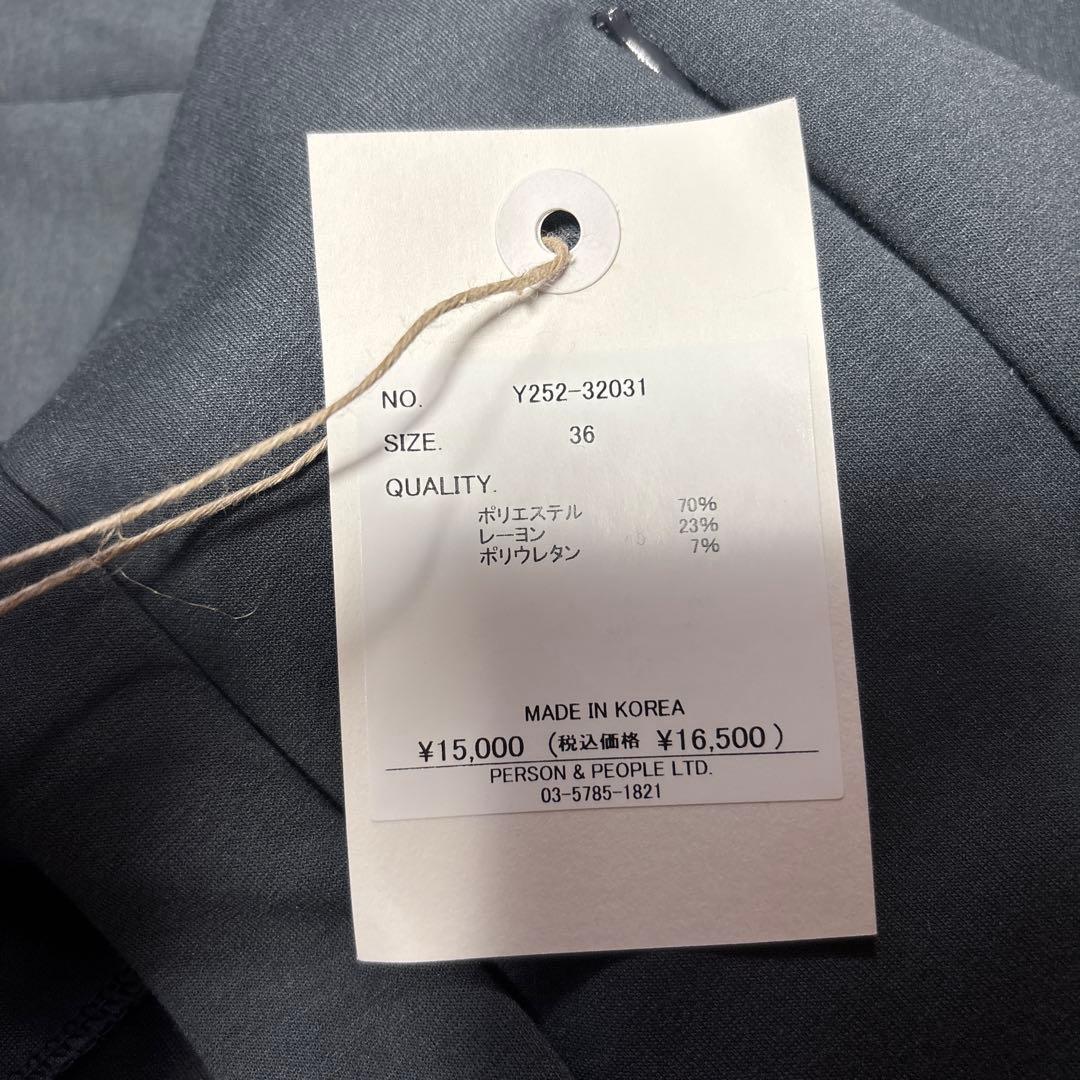 NO. Y252-32031
SIZE. 36
QUALITY.
ポリエステル 70%
レーヨン 23%
ポリウレタン 7%
MADE IN KOREA
¥15,000 (税込価格 ¥16,500)
PERSON & PEOPLE LTD.
03-5785-1821